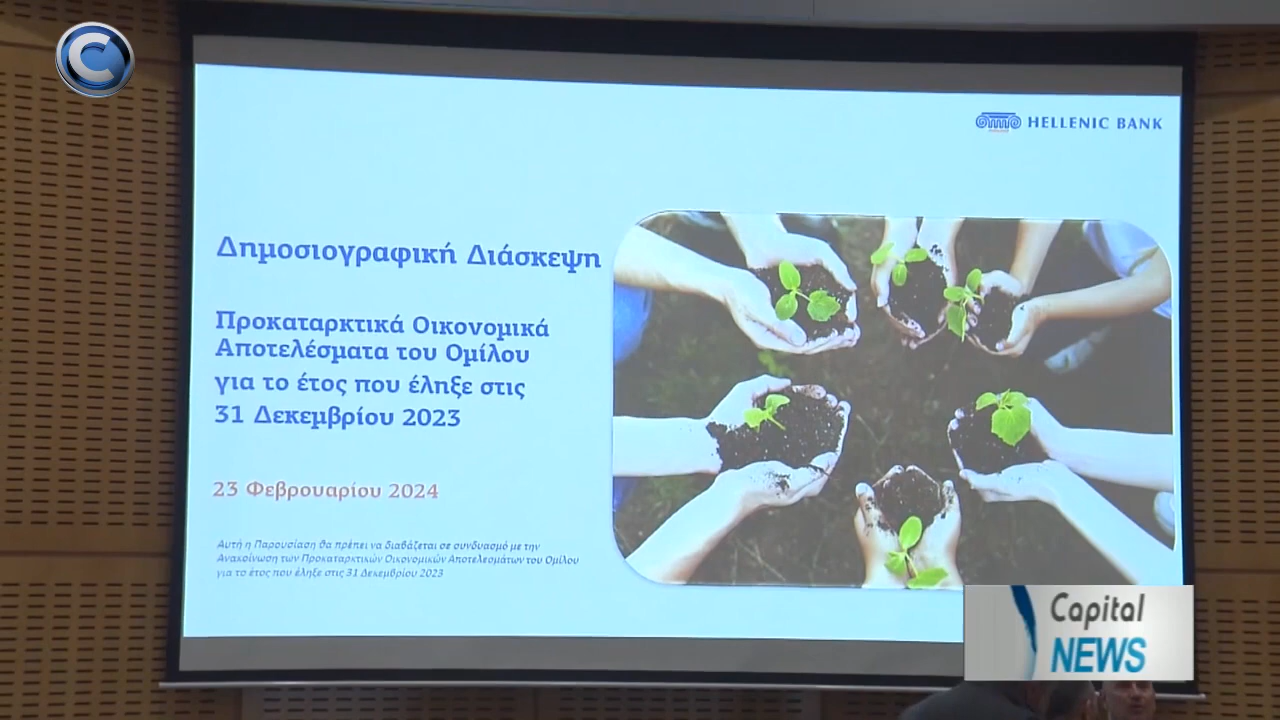 C
HELLENIC BANK
Δημοσιογραφική Διάσκεψη
Προκαταρκτικά Οικονομικά
Αποτελέσματα του Ομίλου
για το έτος που έληξε στις
31 Δεκεμβρίου 2023
23 Φεβρουαρίου 2024
Αυτή η Παρουσίαση θα πρέπει να διαβάζεται σε συνδυασμό με την
Ανακοίνωση των Προκαταρκτικών Οικονομικών Αποτελεσμάτων του Ομίλου
για το έτος που έληξε στις 31 Δεκεμβρίου 2023
Capital
NEWS